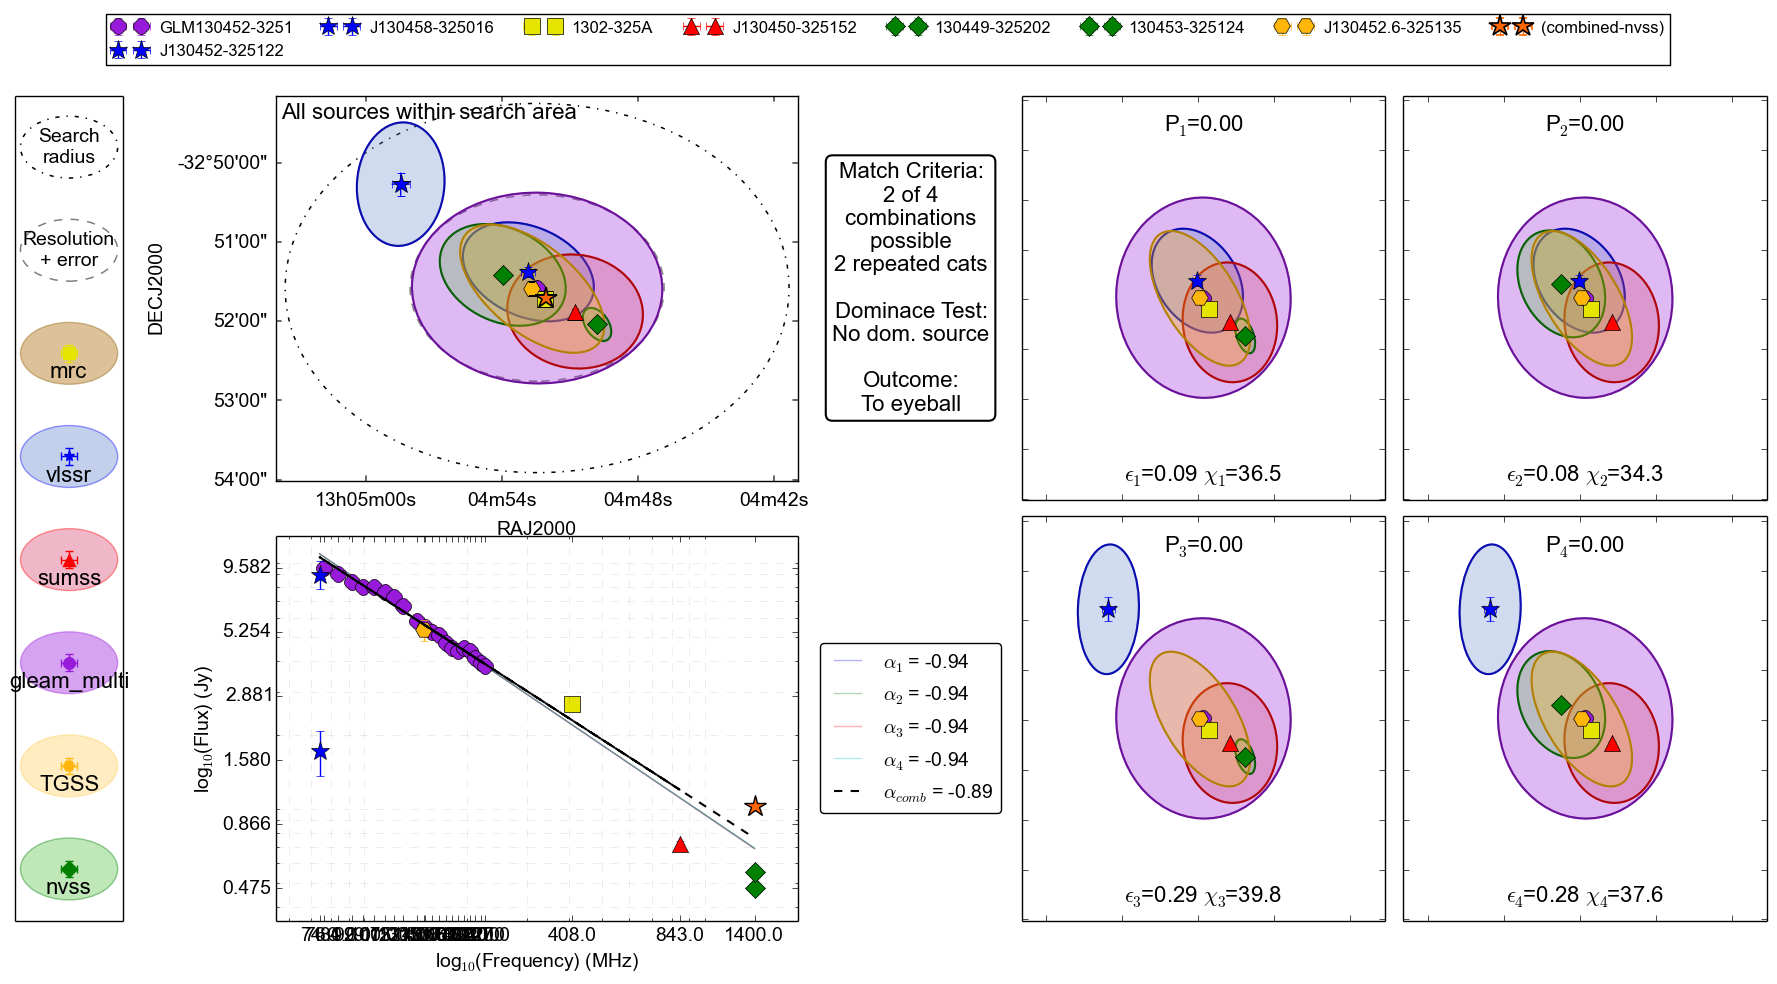 GLM130452-3251
J130458-325016
1302-325A
J130450-325152
130449-325202
130453-325124
J130452.6-325135
(combined-nvss)
J130452-325122
Search
radius
Resolution
+ error
mrc
vlssr
sumss
gleam_multi
TGSS
nvss
All sources within search area
DECJ2000
-32°50'00"
51'00"
52'00"
53'00"
54'00"
13h05m00s
04m54s
04m48s
04m42s
RAJ2000
Match Criteria:
2 of 4
combinations
possible
2 repeated cats
Dominace Test:
No dom. source
Outcome:
To eyeball
P1=0.00
ϵ1=0.09 χ1=36.5
P2=0.00
ϵ2=0.08 χ2=34.3
P3=0.00
ϵ3=0.29 χ3=39.8
P4=0.00
ϵ4=0.28 χ4=37.6
log10(Flux) (Jy)
9.582
5.254
2.881
1.580
0.866
0.475
408.0
843.0
1400.0
log10(Frequency) (MHz)
α1 = -0.94
α2 = -0.94
α3 = -0.94
α4 = -0.94
αcomb = -0.89